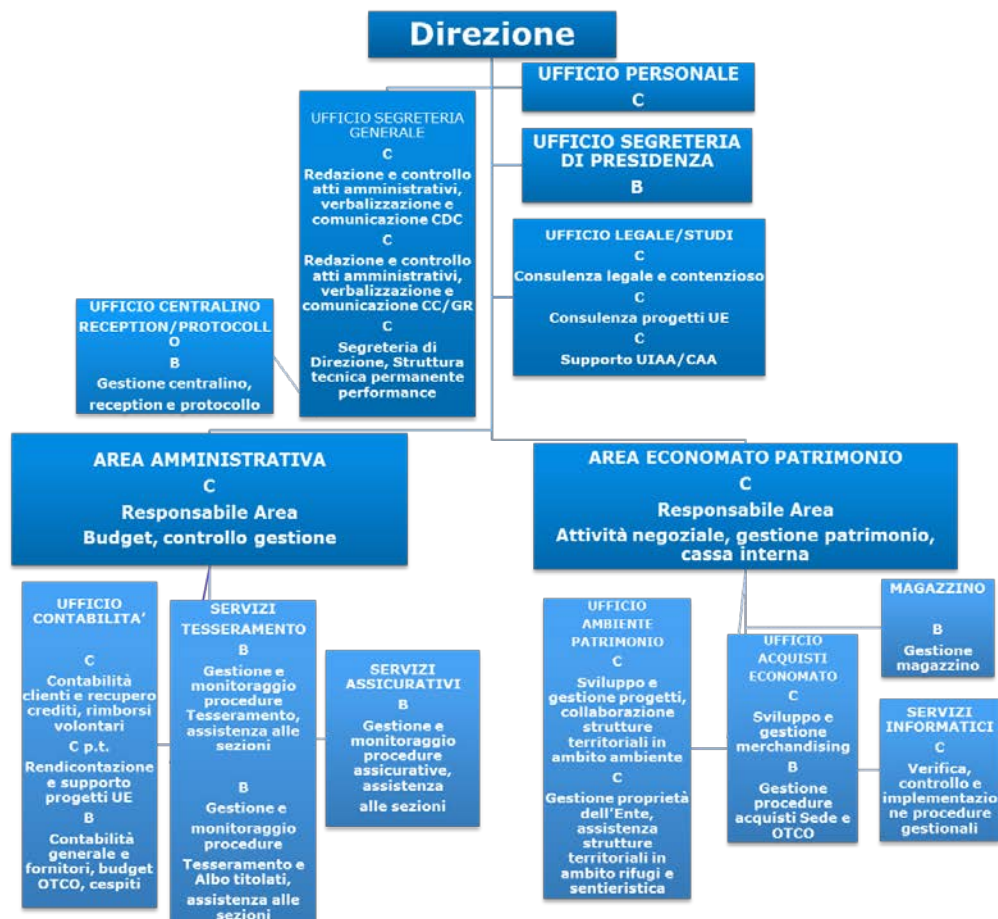 Direzione
UFFICIO PERSONALE
C
UFFICIO SEGRETERIA
GENERALE
C
Redazione e controllo
atti amministrativi,
verbalizzazione e
comunicazione CDC
C
Redazione e controllo
atti amministrativi,
verbalizzazione e
comunicazione CC/GR
C
Segreteria di
Direzione, Struttura
tecnica permanente
performance
UFFICIO SEGRETERIA
DI PRESIDENZA
B
UFFICIO LEGALE/STUDI
C
Consulenza legale e contenzioso
C
Consulenza progetti UE
C
Supporto UIAA/CAA
UFFICIO CENTRALINO
RECEPTION/PROTOCOLL
O
B
Gestione centralino,
reception e protocollo
AREA AMMINISTRATIVA
C
Responsabile Area
Budget, controllo gestione
AREA ECONOMATO PATRIMONIO
C
Responsabile Area
Attività negoziale, gestione patrimonio,
cassa interna
UFFICIO
CONTABILITA’
C
Contabilità
clienti e recupero
crediti, rimborsi
volontari
C p.t.
Rendicontazione
e supporto
progetti UE
B
Contabilità
generale e
fornitori, budget
OTCO, cespiti
SERVIZI
TESSERAMENTO
B
Gestione e
monitoraggio
procedure
Tesseramento,
assistenza alle
sezioni
B
Gestione e
monitoraggio
procedure
Tesseramento e
Albo titolati,
assistenza alle
sezioni
SERVIZI
ASSICURATIVI
B
Gestione e
monitoraggio
procedure
assicurative,
assistenza
alle sezioni
UFFICIO
AMBIENTE
PATRIMONIO
C
Sviluppo e
gestione progetti,
collaborazione
strutture
territoriali in
ambito ambiente
C
Gestione proprietà
dell’Ente,
assistenza
strutture
territoriali in
ambito rifugi e
sentieristica
UFFICIO
ACQUISTI
ECONOMATO
C
Sviluppo e
gestione
merchandising
B
Gestione
procedure
acquisti Sede e
OTCO
MAGAZZINO
B
Gestione
magazzino
SERVIZI
INFORMATICI
C
Verifica,
controllo e
implementazio
ne procedure
gestionali